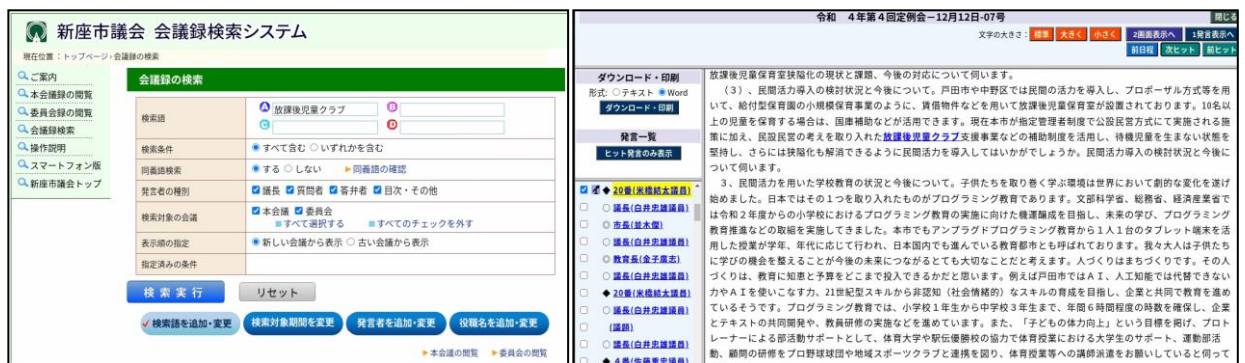 新座市議会 会議録検索システム
現在位置：トップページ›会議録の検索
ご案内
本会議録の閲覧
委員会録の閲覧
会議録検索
操作説明
スマートフォン版
新座市議会トップ
会議録の検索
検索語
A 放課後児童クラブ B
C D
検索条件 すべて含む いずれかを含む
同義語検索 する しない ▶同義語の確認
発言者の種別 議長 質問者 答弁者 目次・その他
検索対象の会議 本会議 委員会
すべて選択する すべてのチェックを外す
表示順の指定 新しい会議から表示 古い会議から表示
指定済みの条件
検索実行 リセット
検索語を追加・変更 検索対象期間を変更 発言者を追加・変更 役職名を追加・変更
▶本会議の閲覧 ▶委員会の閲覧
令和 4年第4回定例会－12月12日-07号
閉じる
文字の大きさ： 標準 大きく 小さく 2画面表示へ 1発言表示へ
前日程 次ヒット 前ヒット
ダウンロード・印刷
形式: テキスト Word
ダウンロード・印刷
発言一覧
ヒット発言のみ表示
◆20番(米橋結太議員)
○議長(白井忠雄議員)
○市長(並木傑)
○議長(白井忠雄議員)
○教育長(金子廣志)
○議長(白井忠雄議員)
◆20番(米橋結太議員)
○議長(白井忠雄議員)
(議題)
○議長(白井忠雄議員)
◆4番(佐藤重忠議員)
放課後児童保育室狭隘化の現状と課題、今後の対応について伺います。
（3）、民間活力導入の検討状況と今後について。戸田市や中野区では民間の活力を導入し、プロポーザル方式等を用
いて、給付型保育園の小規模保育事業のように、賃借物件などを用いて放課後児童保育室が設置されております。10名以
上の児童を保育する場合は、国庫補助などが活用できます。現在本市が指定管理者制度で公設民営方式にて実施される施
策に加え、民設民営の考えを取り入れた放課後児童クラブ支援事業などの補助制度を活用し、待機児童を生まない状態を
堅持し、さらには狭隘化も解消できるように民間活力を導入してはいかがでしょうか。民間活力導入の検討状況と今後に
ついて伺います。
3、民間活力を用いた学校教育の状況と今後について。子供たちを取り巻く学ぶ環境は世界において劇的な変化を遂げ
始めました。日本ではその1つを取り入れたものがプログラミング教育であります。文部科学省、総務省、経済産業省で
は令和2年度からの小学校におけるプログラミング教育の実施に向けた機運醸成を目指し、未来の学び、プログラミング
教育推進などの取組を実施してきました。本市でもアンプラグドプログラミング教育から1人1台のタブレット端末を活
用した授業が学年、年代に応じて行われ、日本国内でも進んでいる教育都市とも呼ばれております。我々大人は子供たち
に学びの機会を整えることが今後の未来につながるとても大切なことだと考えます。人づくりはまちづくりです。その人
づくりは、教育に知恵と予算をどこまで投入できるかだと思います。例えば戸田市ではAI、人工知能では代替できない
力やAIを使いこなす力、21世紀型スキルから非認知（社会情緒的）なスキルの育成を目指し、企業と共同で教育を進め
ているそうです。プログラミング教育では、小学校1年生から中学校3年生まで、年間6時間程度の時数を確保し、企業
とテキストの共同開発や、教員研修の実施などを進めています。また、「子どもの体力向上」という目標を掲げ、プロト
レーナーによる部活動サポートとして、体育大学や駅伝優勝校の協力で体育授業における大学生のサポート、運動部活
動、顧問の研修をプロ野球球団や地域スポーツクラブと連携を図り、体育授業等への講師派遣をお願いしていると伺って